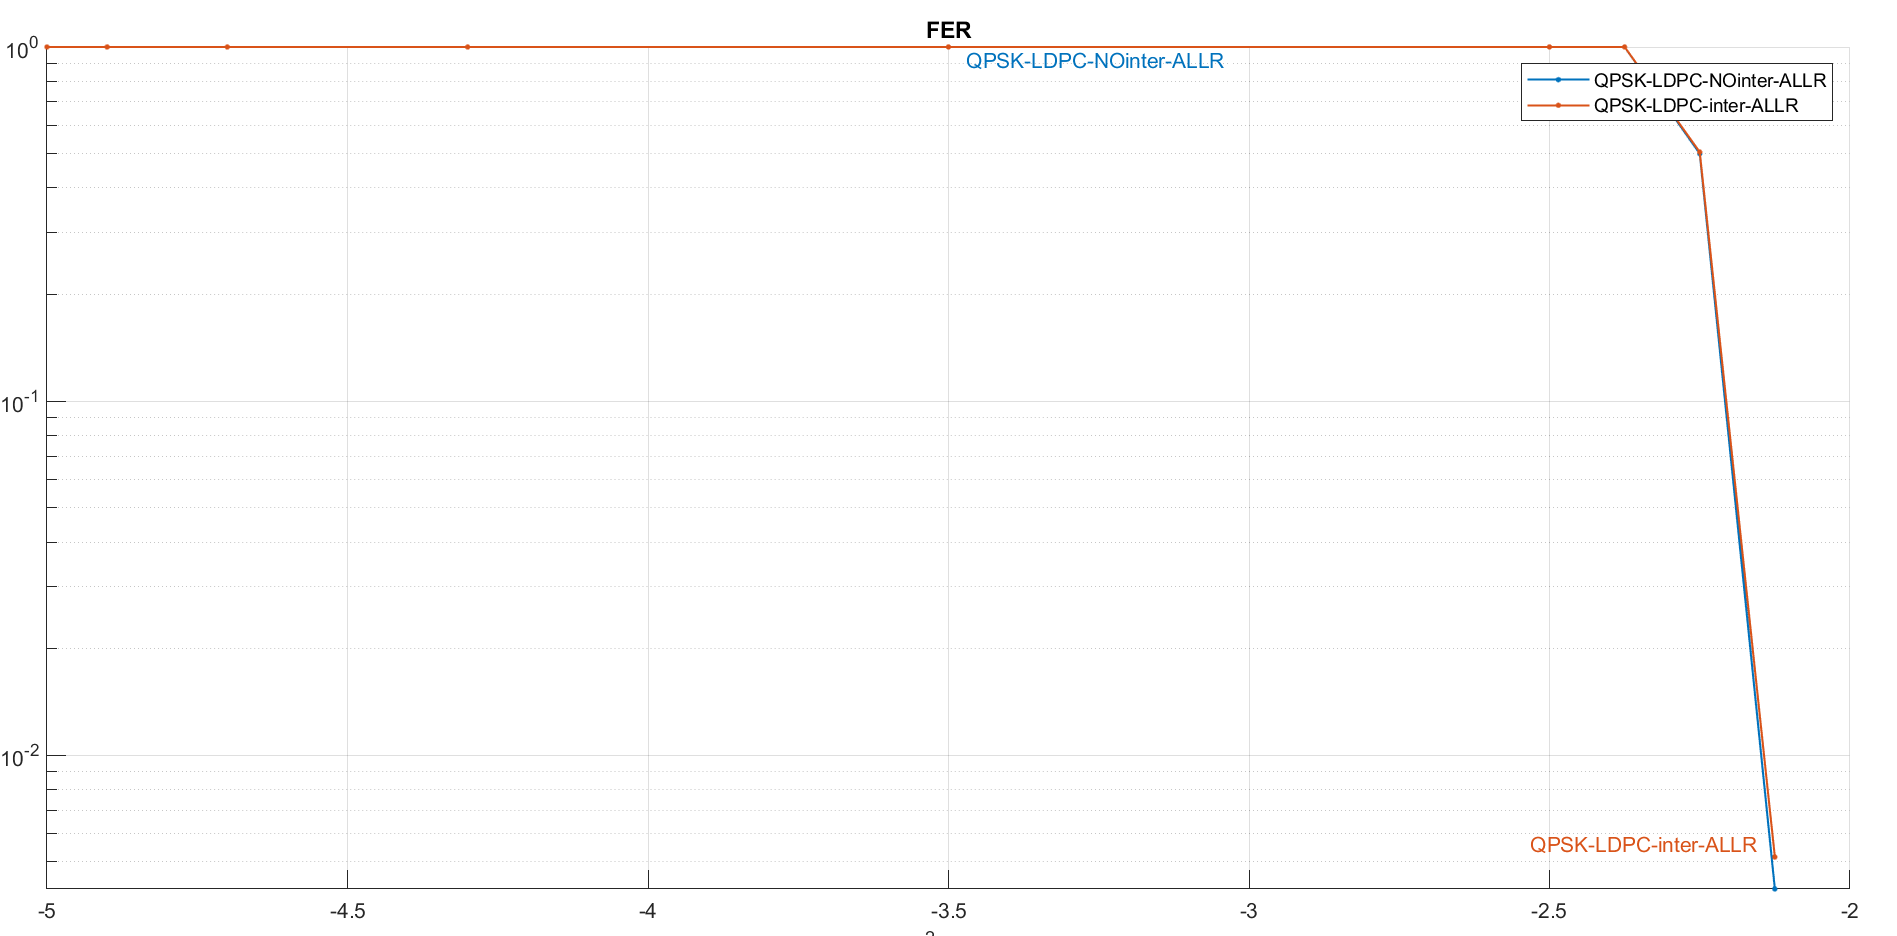 FER
10^0
QPSK-LDPC-NOinter-ALLR
QPSK-LDPC-NOinter-ALLR
QPSK-LDPC-inter-ALLR
10^-1
10^-2
QPSK-LDPC-inter-ALLR
-5 -4.5 -4 -3.5 -3 -2.5 -2